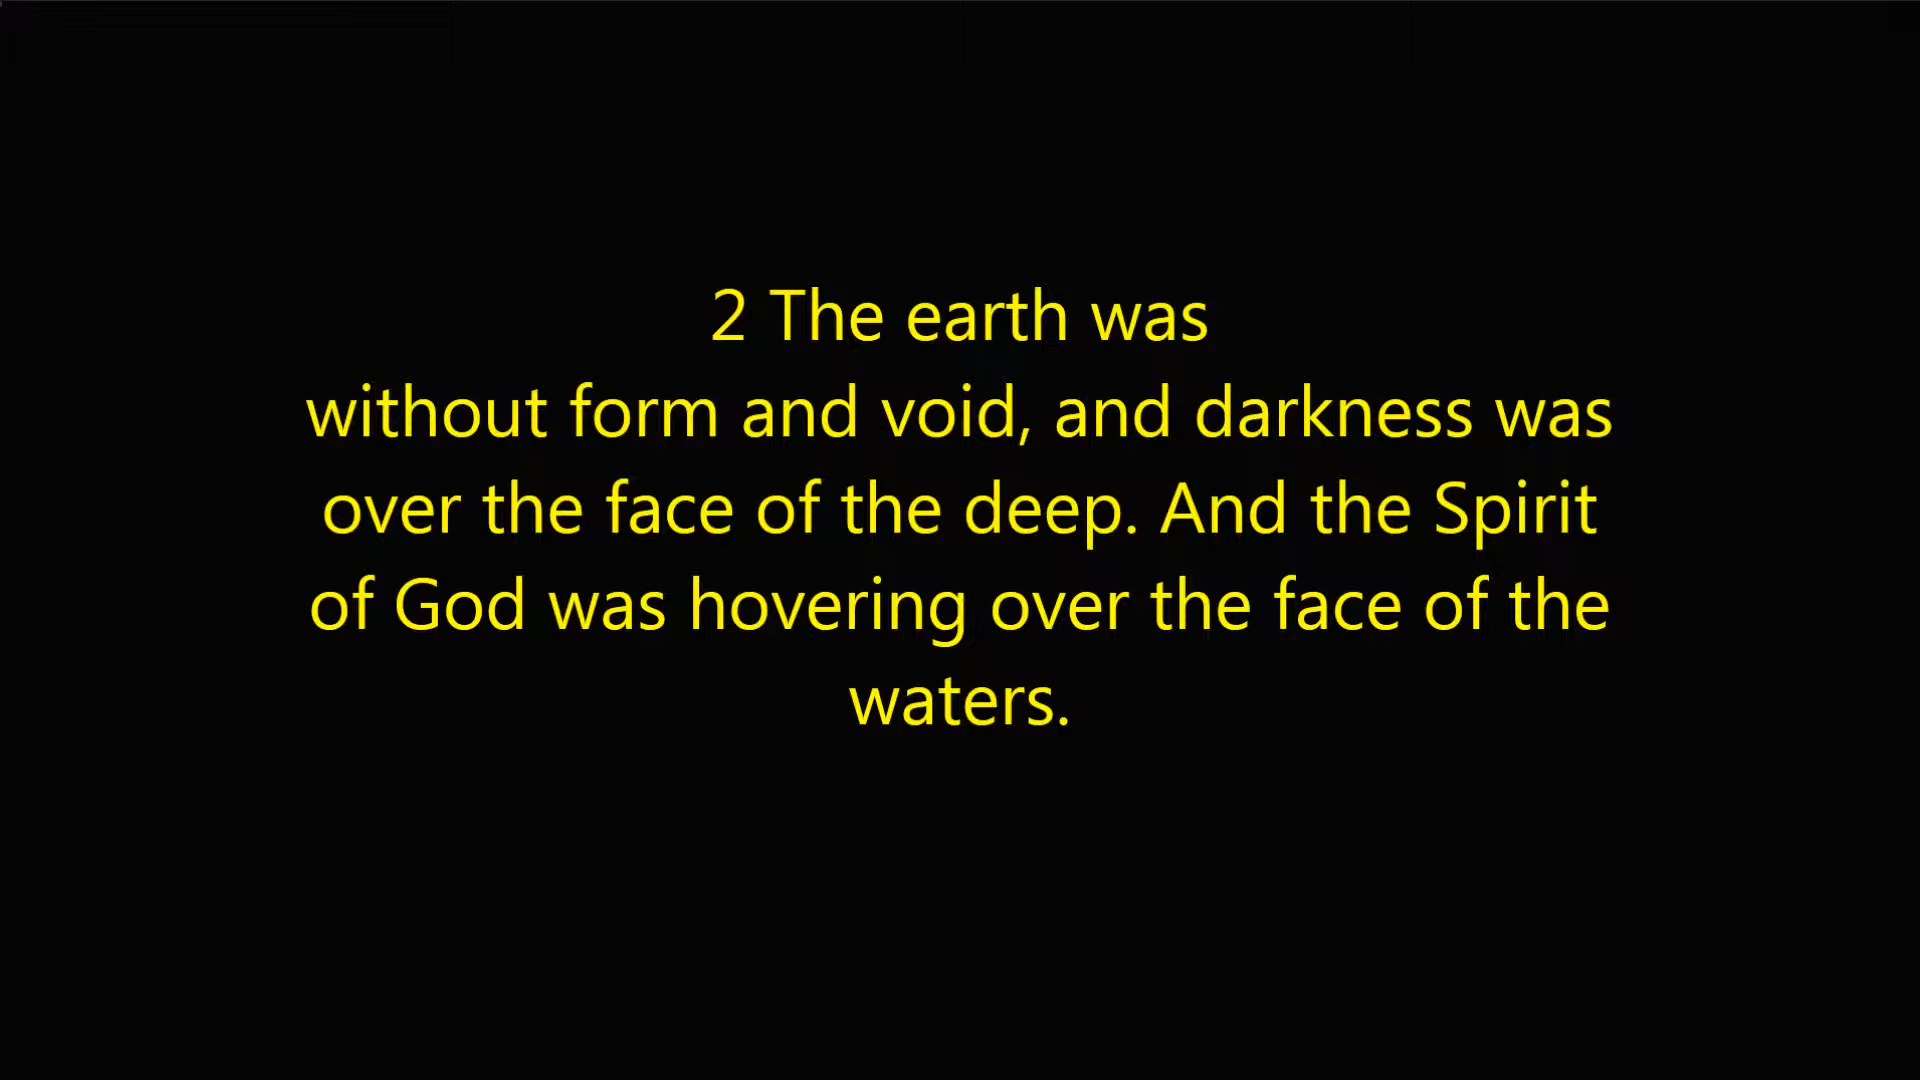 2 The earth was
without form and void, and darkness was
over the face of the deep. And the Spirit
of God was hovering over the face of the
waters.